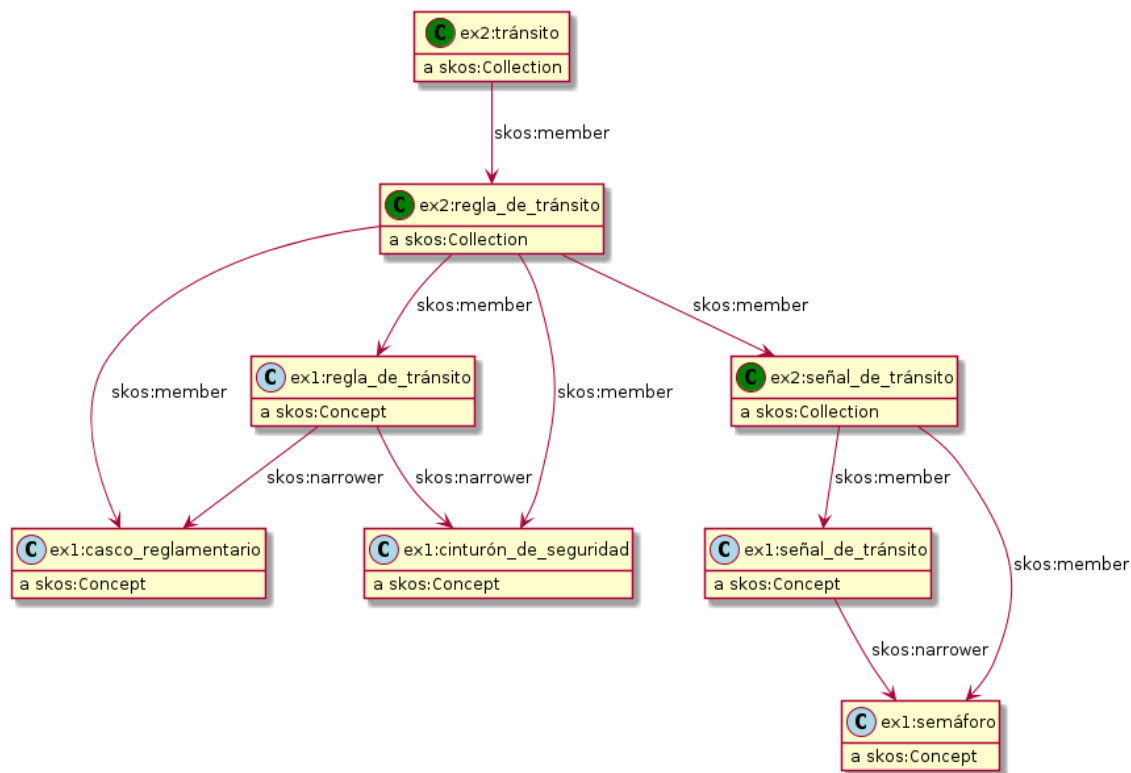 C ex2:tránsito
a skos:Collection
skos:member
C ex2:regla_de_tránsito
a skos:Collection
skos:member
skos:member
skos:member
skos:member
C ex1:regla_de_tránsito
a skos:Concept
C ex2:señal_de_tránsito
a skos:Collection
skos:narrower
skos:narrower
skos:member
skos:member
C ex1:casco_reglamentario
a skos:Concept
C ex1:cinturón_de_seguridad
a skos:Concept
C ex1:señal_de_tránsito
a skos:Concept
skos:narrower
C ex1:semáforo
a skos:Concept